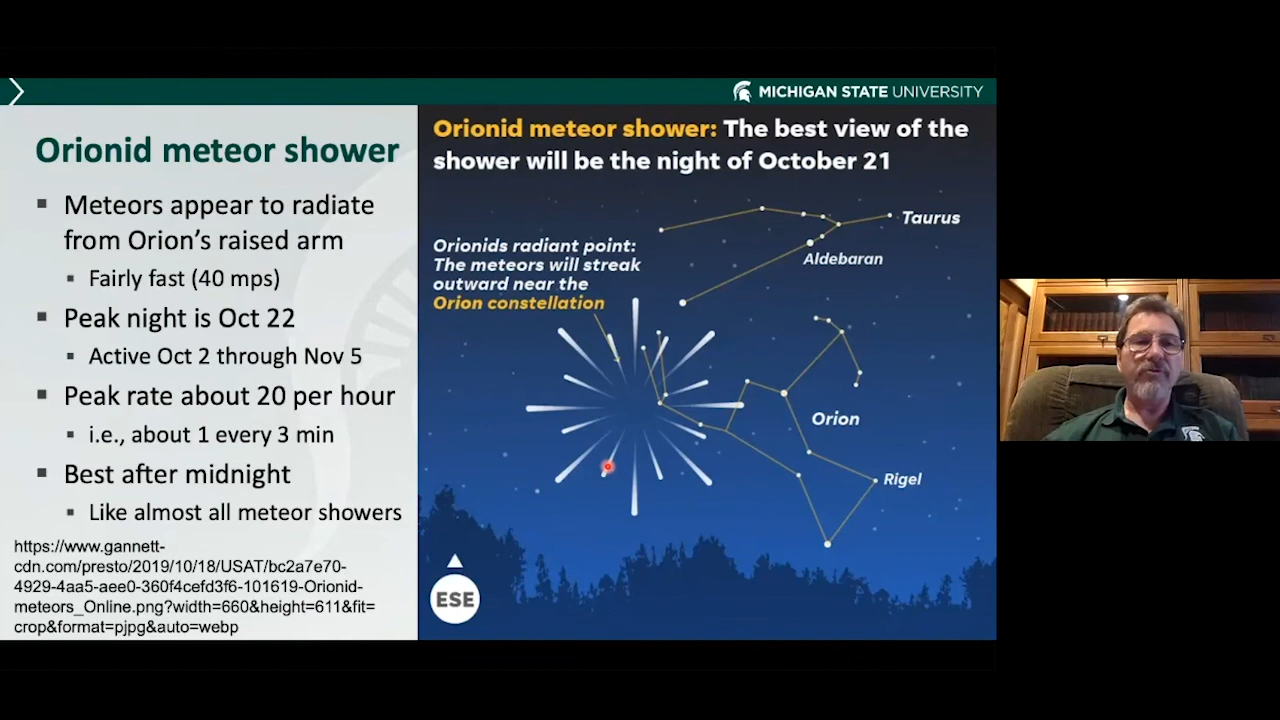 MICHIGAN STATE UNIVERSITY
Orionid meteor shower
Meteors appear to radiate
from Orion's raised arm
Fairly fast (40 mps)
Peak night is Oct 22
Active Oct 2 through Nov 5
Peak rate about 20 per hour
i.e., about 1 every 3 min
Best after midnight
Like almost all meteor showers
https://www.gannett-
cdn.com/presto/2019/10/18/USAT/bc2a7e70-
4929-4aa5-aee0-360f4cefd3f6-101619-Orionid-
meteors_Online.png?width=660&height=611&fit=
crop&format=pjpg&auto=webp
Orionid meteor shower: The best view of the
shower will be the night of October 21
Taurus
Aldebaran
Orionids radiant point:
The meteors will streak
outward near the
Orion constellation
Orion
Rigel
ESE